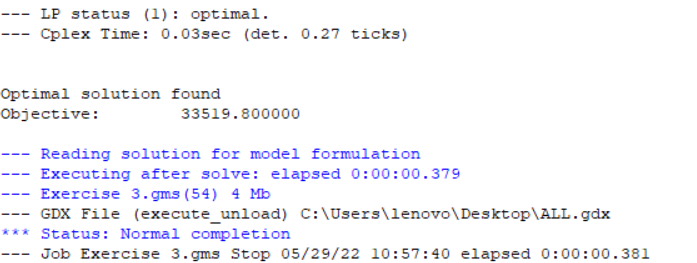 --- LP status (1): optimal.
--- Cplex Time: 0.03sec (det. 0.27 ticks)
Optimal solution found
Objective: 33519.800000
--- Reading solution for model formulation
--- Executing after solve: elapsed 0:00:00.379
--- Exercise 3.gms(54) 4 Mb
--- GDX File (execute_unload) C:\Users\lenovo\Desktop\ALL.gdx
*** Status: Normal completion
--- Job Exercise 3.gms Stop 05/29/22 10:57:40 elapsed 0:00:00.381